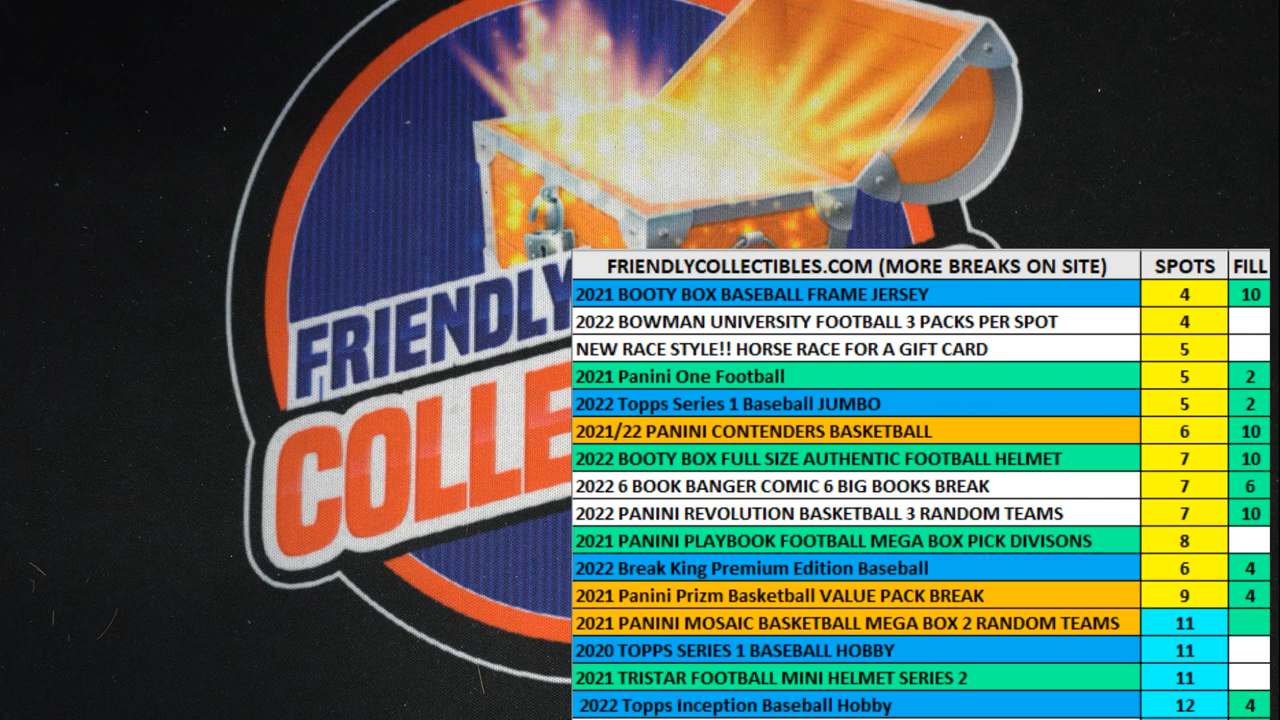 FRIENDLY
COLLE
FRIENDLYCOLLECTIBLES.COM (MORE BREAKS ON SITE) SPOTS FILL
2021 BOOTY BOX BASEBALL FRAME JERSEY 4 10
2022 BOWMAN UNIVERSITY FOOTBALL 3 PACKS PER SPOT 4
NEW RACE STYLE!! HORSE RACE FOR A GIFT CARD 5
2021 Panini One Football 5 2
2022 Topps Series 1 Baseball JUMBO 5 2
2021/22 PANINI CONTENDERS BASKETBALL 6 10
2022 BOOTY BOX FULL SIZE AUTHENTIC FOOTBALL HELMET 7 10
2022 6 BOOK BANGER COMIC 6 BIG BOOKS BREAK 7 6
2022 PANINI REVOLUTION BASKETBALL 3 RANDOM TEAMS 7 10
2021 PANINI PLAYBOOK FOOTBALL MEGA BOX PICK DIVISONS 8
2022 Break King Premium Edition Baseball 6 4
2021 Panini Prizm Basketball VALUE PACK BREAK 9 4
2021 PANINI MOSAIC BASKETBALL MEGA BOX 2 RANDOM TEAMS 11
2020 TOPPS SERIES 1 BASEBALL HOBBY 11
2021 TRISTAR FOOTBALL MINI HELMET SERIES 2 11
2022 Topps Inception Baseball Hobby 12 4